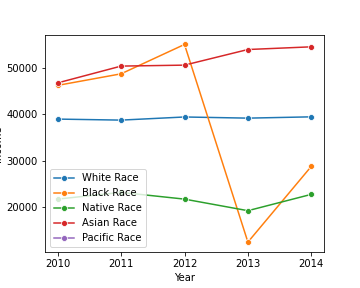 50000
40000
30000
20000
White Race
Black Race
Native Race
Asian Race
Pacific Race
2010 2011 2012 2013 2014
Year